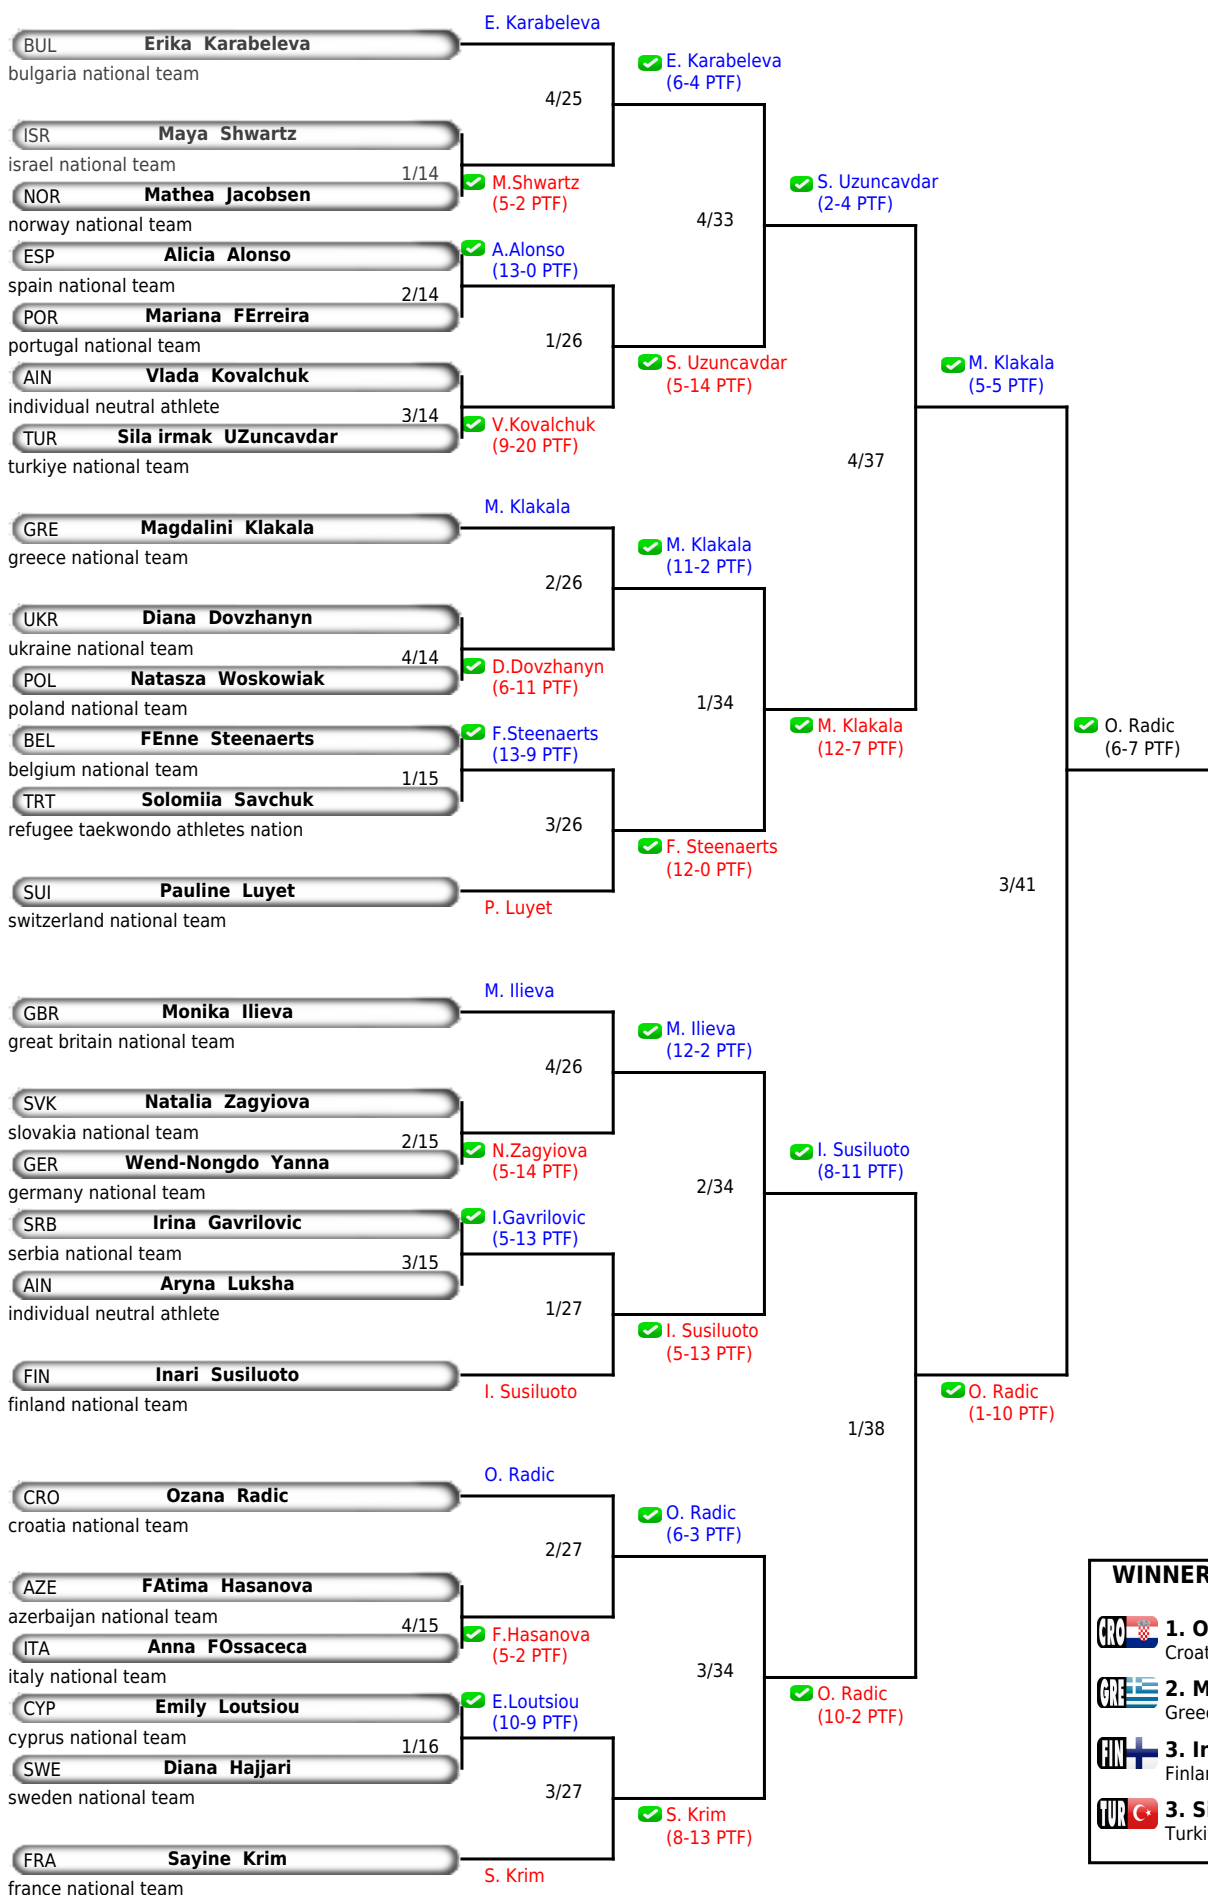 E. Karabeleva
BUL Erika Karabeleva
bulgaria national team
E. Karabeleva
(6-4 PTF)
4/25
ISR Maya Shwartz
israel national team
1/14
M.Shwartz
(5-2 PTF)
NOR Mathea Jacobsen
norway national team
S. Uzuncavdar
(2-4 PTF)
4/33
ESP Alicia Alonso
spain national team
A.Alonso
(13-0 PTF)
2/14
POR Mariana FErreira
portugal national team
1/26
S. Uzuncavdar
(5-14 PTF)
M. Klakala
(5-5 PTF)
AIN Vlada Kovalchuk
individual neutral athlete
3/14
V.Kovalchuk
(9-20 PTF)
TUR Sila irmak UZuncavdar
turkiye national team
4/37
M. Klakala
GRE Magdalini Klakala
greece national team
M. Klakala
(11-2 PTF)
2/26
UKR Diana Dovzhanyn
ukraine national team
4/14
D.Dovzhanyn
(6-11 PTF)
POL Natasza Woskowiak
poland national team
1/34
M. Klakala
(12-7 PTF)
O. Radic
(6-7 PTF)
BEL FEnne Steenaerts
belgium national team
F.Steenaerts
(13-9 PTF)
1/15
TRT Solomiia Savchuk
refugee taekwondo athletes nation
3/26
F. Steenaerts
(12-0 PTF)
SUI Pauline Luyet
switzerland national team
P. Luyet
3/41
M. Ilieva
GBR Monika Ilieva
great britain national team
M. Ilieva
(12-2 PTF)
4/26
SVK Natalia Zagyiova
slovakia national team
2/15
N.Zagyiova
(5-14 PTF)
GER Wend-Nongdo Yanna
germany national team
I. Susiluoto
(8-11 PTF)
2/34
SRB Irina Gavrilovic
serbia national team
I.Gavrilovic
(5-13 PTF)
3/15
AIN Aryna Luksha
individual neutral athlete
1/27
I. Susiluoto
(5-13 PTF)
FIN Inari Susiluoto
finland national team
I. Susiluoto
O. Radic
(1-10 PTF)
1/38
O. Radic
CRO Ozana Radic
croatia national team
O. Radic
(6-3 PTF)
2/27
AZE FAtima Hasanova
azerbaijan national team
4/15
F.Hasanova
(5-2 PTF)
ITA Anna FOssaceca
italy national team
3/34
O. Radic
(10-2 PTF)
CYP Emily Loutsiou
cyprus national team
E.Loutsiou
(10-9 PTF)
1/16
SWE Diana Hajjari
sweden national team
3/27
S. Krim
(8-13 PTF)
FRA Sayine Krim
france national team
S. Krim
WINNER
CRO 1. O
Croat
GRE 2. M
Greec
FIN 3. In
Finlan
TUR 3. Si
Turki